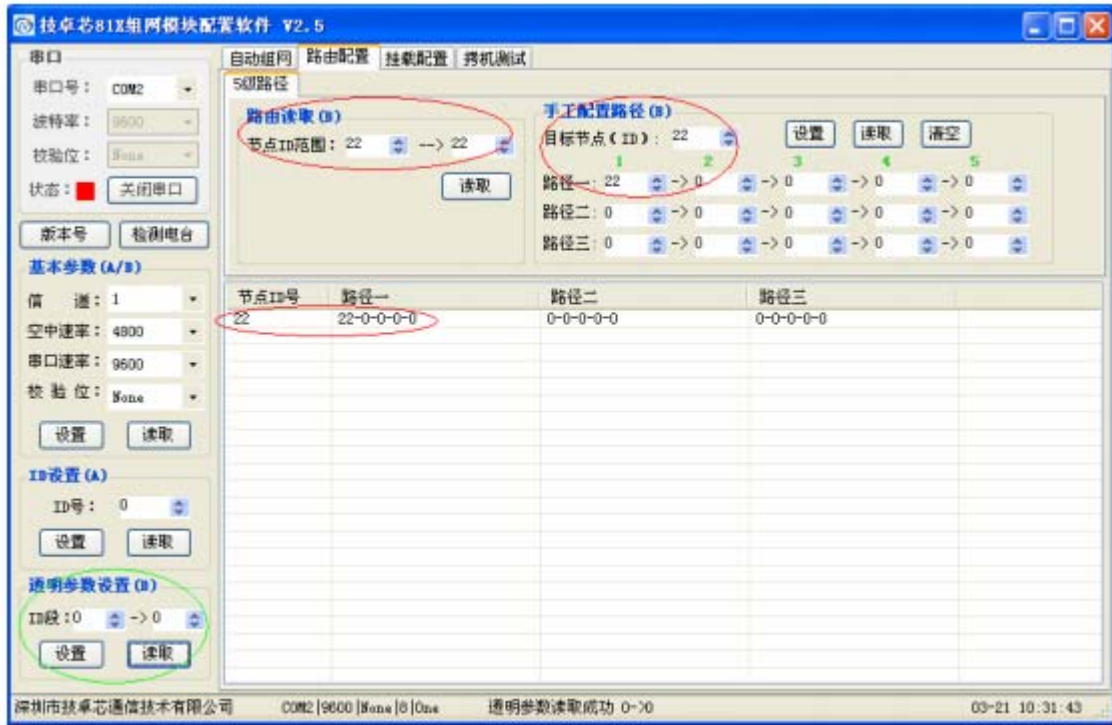 技卓芯81X组网模块配置软件 V2.5
串口
串口号： COM2
波特率： 9600
校验位： None
状态： 关闭串口
版本号 检测电台
基本参数(A/B)
信 道： 1
空中速率： 4800
串口速率： 9600
校 验 位： None
设置 读取
ID设置(A)
ID号： 0
设置 读取
透明参数设置(B)
ID段：0 -> 0
设置 读取
自动组网 路由配置 挂载配置 拷机测试
5级路径
路由读取(B)
节点ID范围： 22 --> 22
读取
手工配置路径(B)
目标节点(ID)： 22 设置 读取 清空
1 2 3 4 5
路径一： 22 -> 0 -> 0 -> 0 -> 0
路径二： 0 -> 0 -> 0 -> 0 -> 0
路径三： 0 -> 0 -> 0 -> 0 -> 0
节点ID号 路径一 路径二 路径三
22 22-0-0-0-0 0-0-0-0-0 0-0-0-0-0
深圳市技卓芯通信技术有限公司 COM2|9600|None|8|One 透明参数读取成功 0->0 03-21 10:31:43